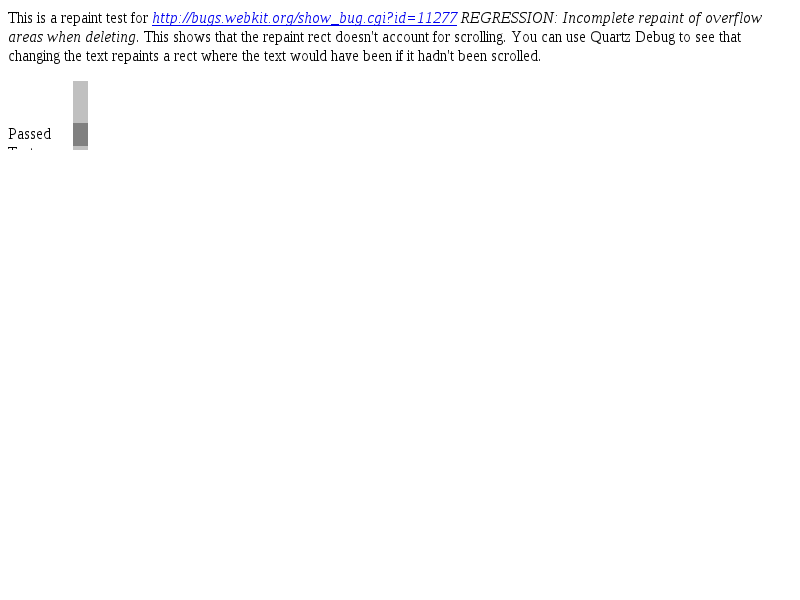 This is a repaint test for http://bugs.webkit.org/show_bug.cgi?id=11277 REGRESSION: Incomplete repaint of overflow
areas when deleting. This shows that the repaint rect doesn't account for scrolling. You can use Quartz Debug to see that
changing the text repaints a rect where the text would have been if it hadn't been scrolled.
Passed